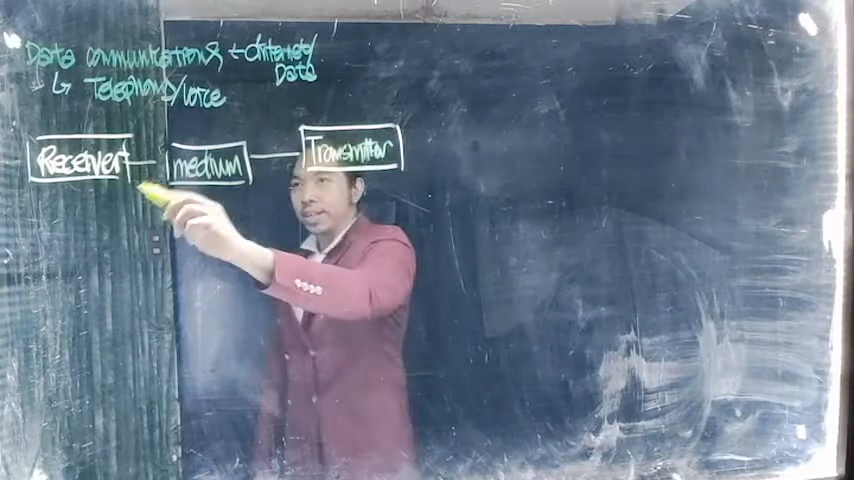 Data communications ← Internet/
Data
↳ Telephony/voice
Receiver medium Transmitter